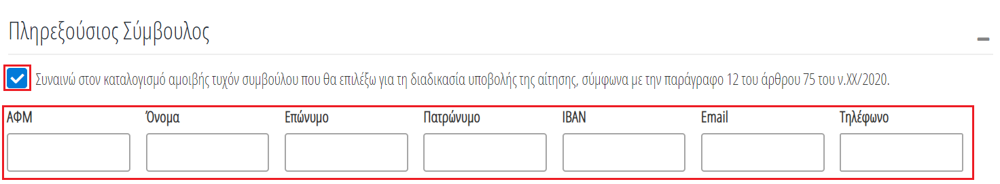 Πληρεξούσιος Σύμβουλος
Συναινώ στον καταλογισμό αμοιβής τυχόν συμβούλου που θα επιλέξω για τη διαδικασία υποβολής της αίτησης, σύμφωνα με την παράγραφο 12 του άρθρου 75 του ν.ΧΧ/2020.
ΑΦΜ Όνομα Επώνυμο Πατρώνυμο IBAN Email Τηλέφωνο